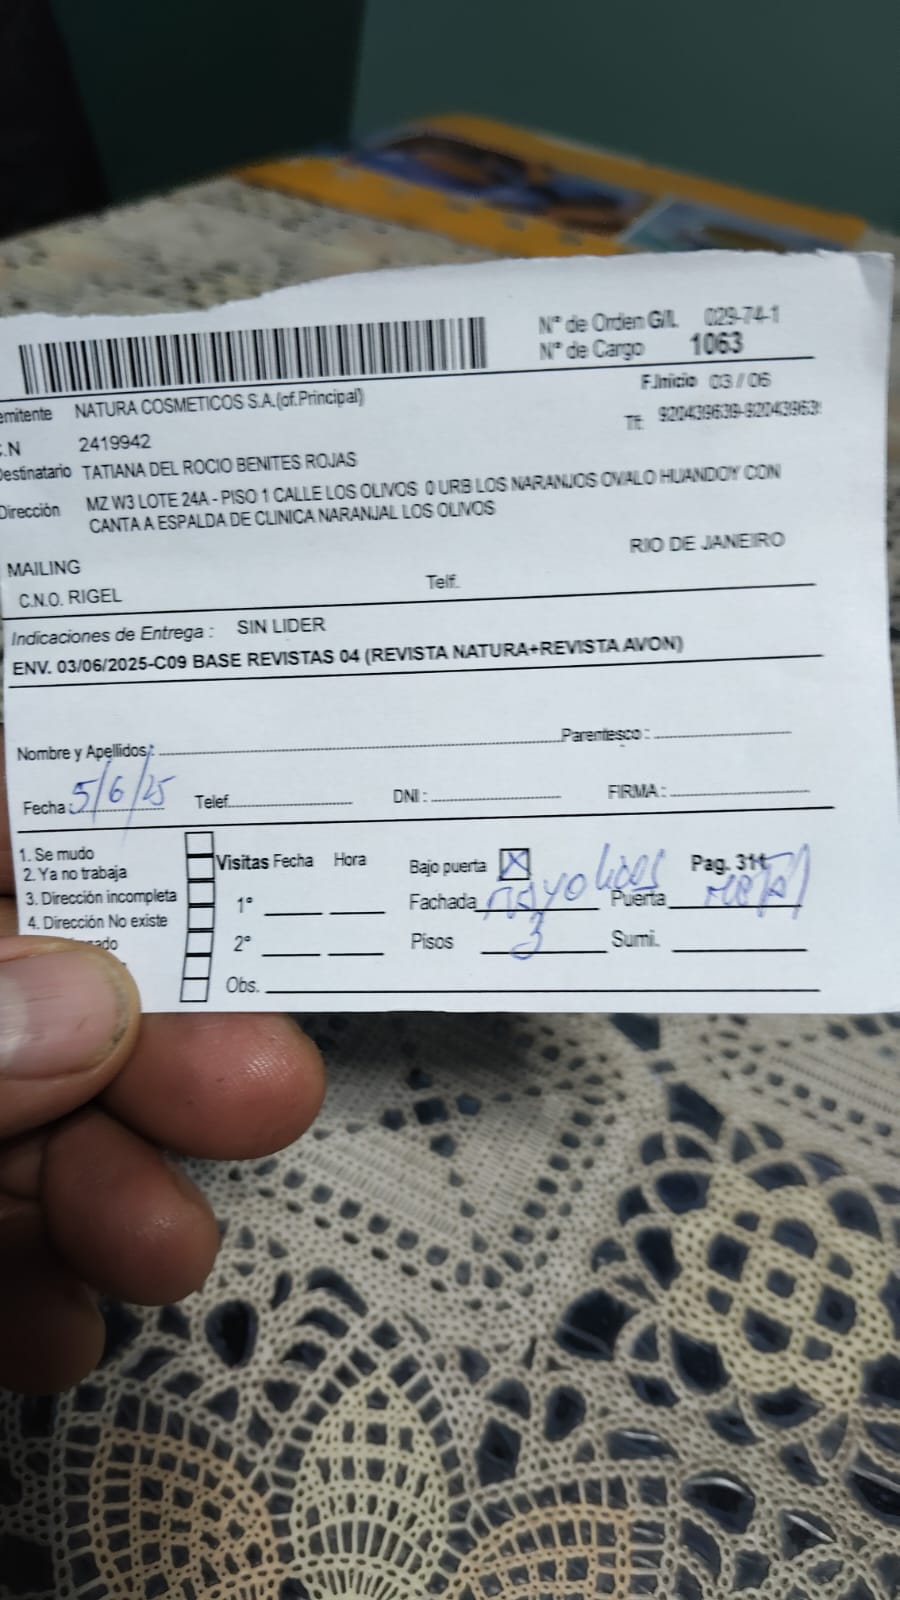 N° de Orden G/L 029-74-1
N° de Cargo 1063
F.Inicio 03/06
emitente NATURA COSMETICOS S.A.(of.Principal)
Tf:
C.N 2419942
Destinatario TATIANA DEL ROCIO BENITES ROJAS
Dirección MZ W3 LOTE 24A - PISO 1 CALLE LOS OLIVOS 0 URB LOS NARANJOS OVALO HUANDOY CON
CANTA A ESPALDA DE CLINICA NARANJAL LOS OLIVOS
MAILING RIO DE JANEIRO
C.N.O. RIGEL Telf.
Indicaciones de Entrega : SIN LIDER
ENV. 03/06/2025-C09 BASE REVISTAS 04 (REVISTA NATURA+REVISTA AVON)
Nombre y Apellidos: Parentesco :
Fecha: 5/6/25 Telef. DNI : FIRMA :
1. Se mudo
2. Ya no trabaja
3. Dirección incompleta
4. Dirección No existe
Visitas Fecha Hora
1°
2°
Obs.
Bajo puerta X Pag. 311
Fachada mayolicas Puerta metal
Pisos 3 Sumi.